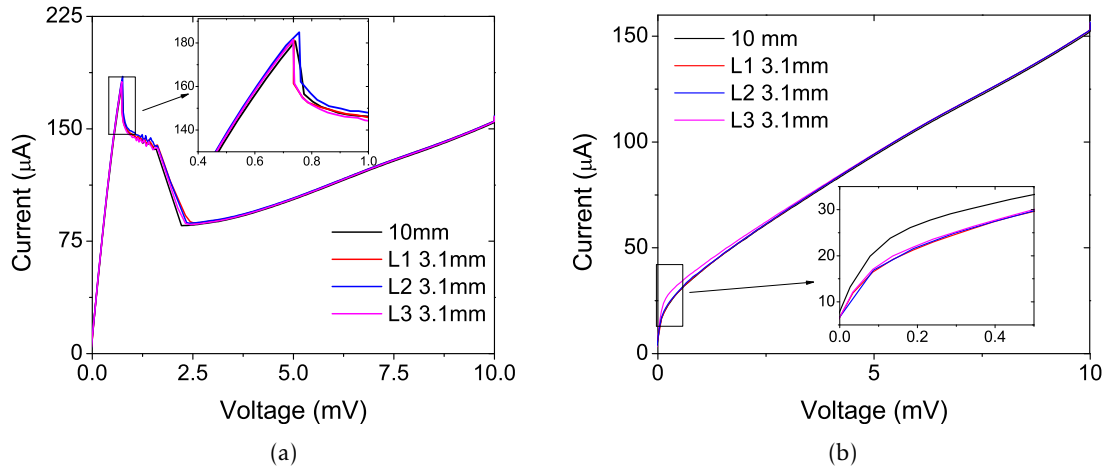 225
150
75
0
Current (μA)
0.0 2.5 5.0 7.5 10.0
Voltage (mV)
180
160
140
0.4 0.6 0.8 1.0
10mm
L1 3.1mm
L2 3.1mm
L3 3.1mm
(a)
150
100
50
0
Current (μA)
0 5 10
Voltage (mV)
10 mm
L1 3.1mm
L2 3.1mm
L3 3.1mm
30
20
10
0.0 0.2 0.4
(b)